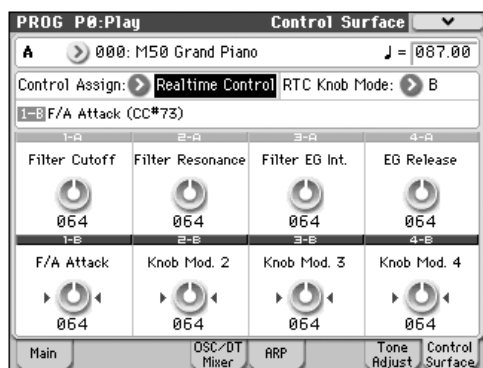 PROG P0:Play Control Surface
A 000: M50 Grand Piano ♩= 087.00
Control Assign: Realtime Control RTC Knob Mode: B
1-B F/A Attack (CC#73)
1-A 2-A 3-A 4-A
Filter Cutoff Filter Resonance Filter EG Int. EG Release
064 064 064 064
1-B 2-B 3-B 4-B
F/A Attack Knob Mod. 2 Knob Mod. 3 Knob Mod. 4
064 064 064 064
Main OSC/DT Mixer ARP Tone Adjust Control Surface